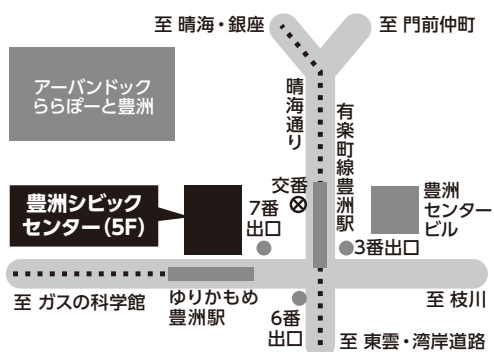 至 晴海・銀座
至 門前仲町
アーバンドック
ららぽーと豊洲
晴海通り
有楽町線豊洲駅
交番
豊洲シビック
センター(5F)
7番
出口
豊洲
センター
ビル
3番出口
至 ガスの科学館
ゆりかもめ
豊洲駅
6番
出口
至 枝川
至 東雲・湾岸道路